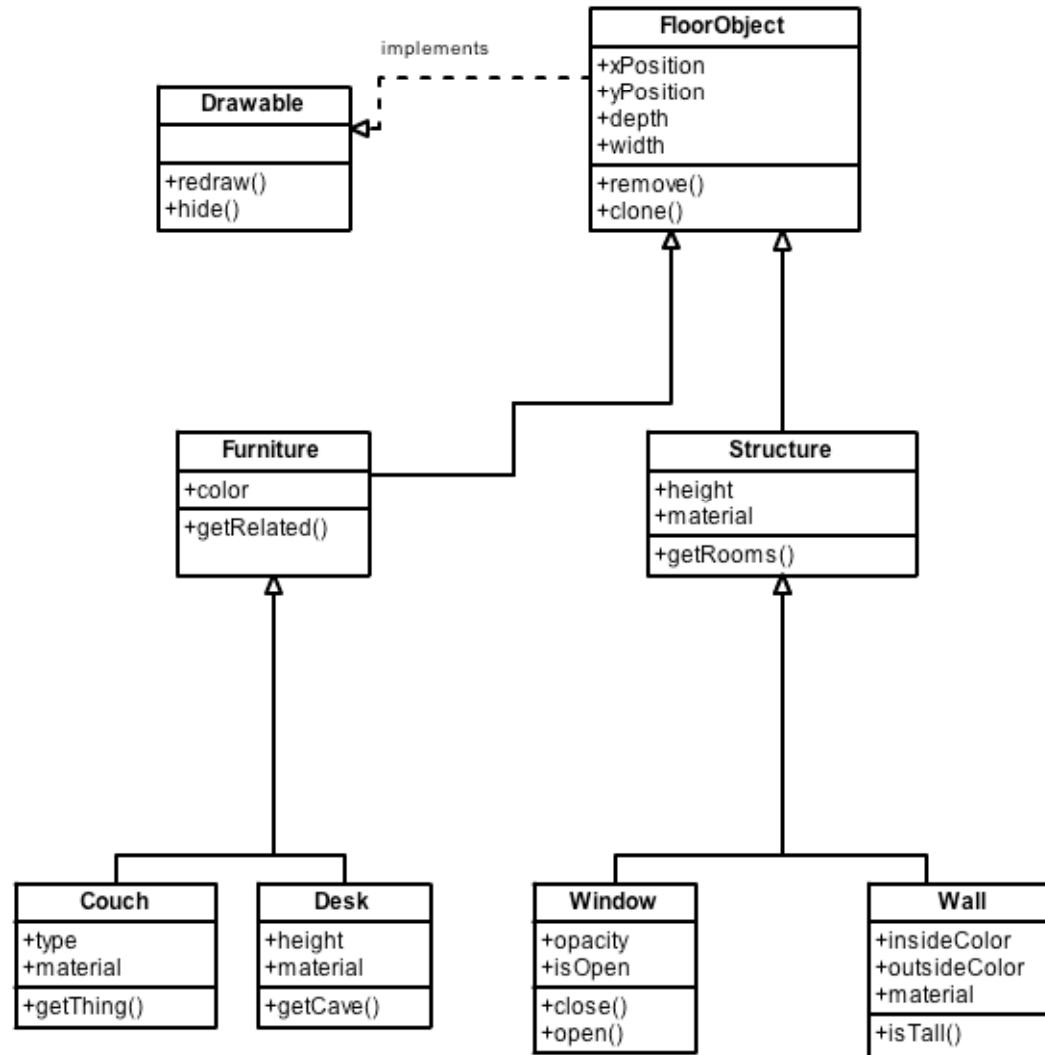 FloorObject
implements
+xPosition
+yPosition
+depth
+width
+remove()
+clone()
Drawable
+redraw()
+hide()
Furniture
+color
+getRelated()
Structure
+height
+material
+getRooms()
Couch
+type
+material
+getThing()
Desk
+height
+material
+getCave()
Window
+opacity
+isOpen
+close()
+open()
Wall
+insideColor
+outsideColor
+material
+isTall()